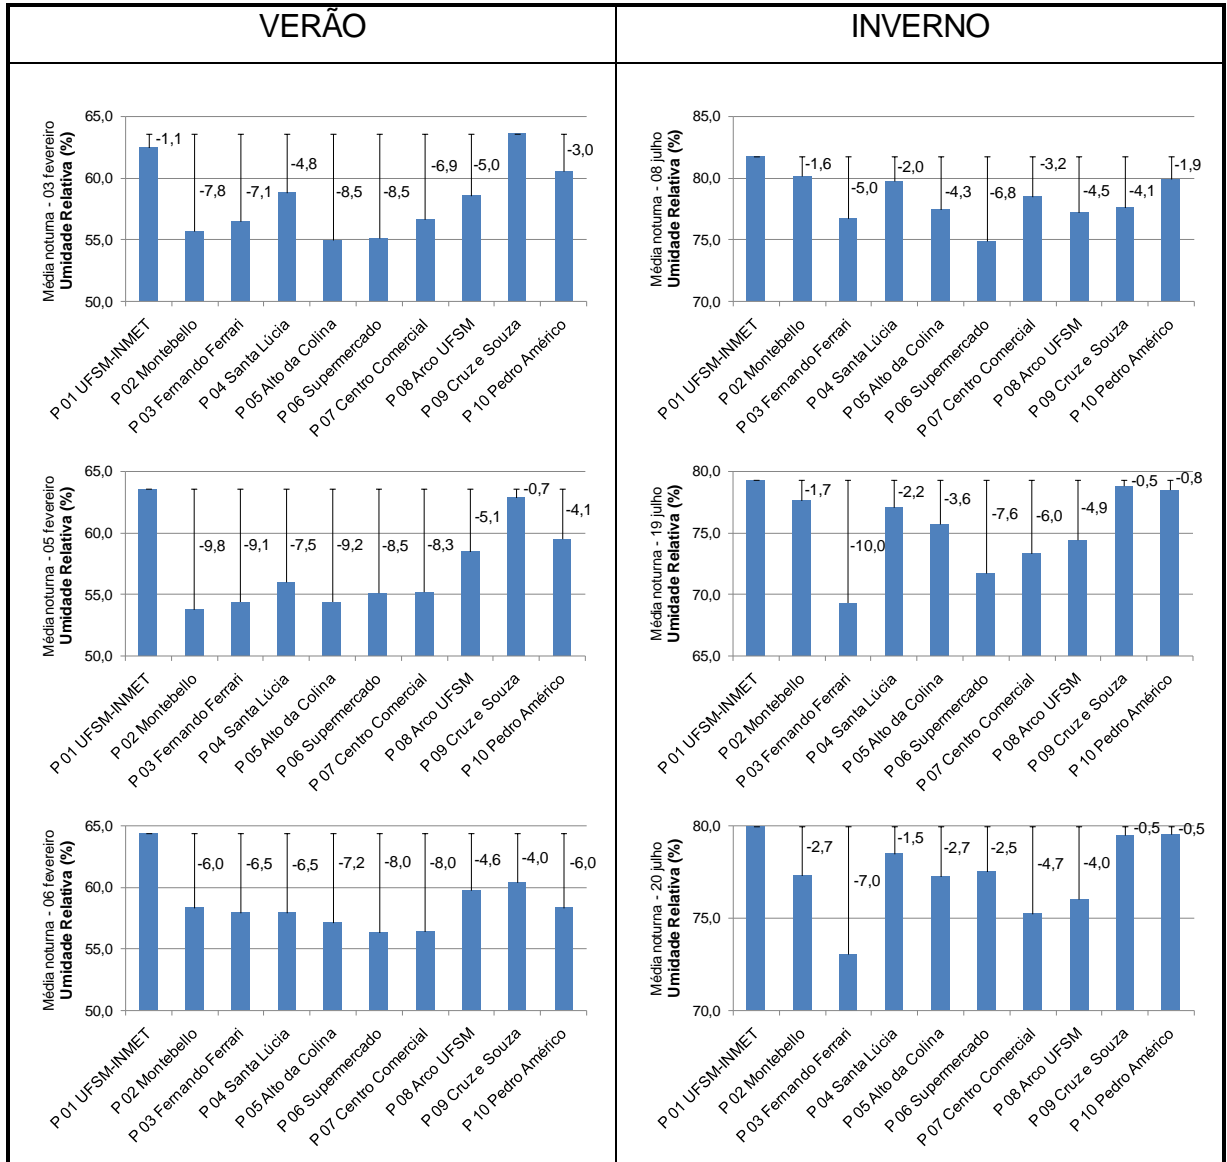 VERÃO
INVERNO
Média noturna - 03 fevereiro
Umidade Relativa (%)
65,0
60,0
55,0
50,0
-1,1
-7,8
-7,1
-4,8
-8,5
-8,5
-6,9
-5,0
-3,0
P 01 UFSM-INMET
P 02 Montebello
P 03 Fernando Ferrari
P 04 Santa Lúcia
P 05 Alto da Colina
P 06 Supermercado
P 07 Centro Comercial
P 08 Arco UFSM
P 09 Cruz e Souza
P 10 Pedro Américo
Média noturna - 08 julho
Umidade Relativa (%)
85,0
80,0
75,0
70,0
-1,6
-5,0
-2,0
-4,3
-6,8
-3,2
-4,5
-4,1
-1,9
P 01 UFSM-INMET
P 02 Montebello
P 03 Fernando Ferrari
P 04 Santa Lúcia
P 05 Alto da Colina
P 06 Supermercado
P 07 Centro Comercial
P 08 Arco UFSM
P 09 Cruz e Souza
P 10 Pedro Américo
Média noturna - 05 fevereiro
Umidade Relativa (%)
65,0
60,0
55,0
50,0
-9,8
-9,1
-7,5
-9,2
-8,5
-8,3
-5,1
-0,7
-4,1
P 01 UFSM-INMET
P 02 Montebello
P 03 Fernando Ferrari
P 04 Santa Lúcia
P 05 Alto da Colina
P 06 Supermercado
P 07 Centro Comercial
P 08 Arco UFSM
P 09 Cruz e Souza
P 10 Pedro Américo
Média noturna - 19 julho
Umidade Relativa (%)
80,0
75,0
70,0
65,0
-1,7
-10,0
-2,2
-3,6
-7,6
-6,0
-4,9
-0,5
-0,8
P 01 UFSM-INMET
P 02 Montebello
P 03 Fernando Ferrari
P 04 Santa Lúcia
P 05 Alto da Colina
P 06 Supermercado
P 07 Centro Comercial
P 08 Arco UFSM
P 09 Cruz e Souza
P 10 Pedro Américo
Média noturna - 06 fevereiro
Umidade Relativa (%)
65,0
60,0
55,0
50,0
-6,0
-6,5
-6,5
-7,2
-8,0
-8,0
-4,6
-4,0
-6,0
P 01 UFSM-INMET
P 02 Montebello
P 03 Fernando Ferrari
P 04 Santa Lúcia
P 05 Alto da Colina
P 06 Supermercado
P 07 Centro Comercial
P 08 Arco UFSM
P 09 Cruz e Souza
P 10 Pedro Américo
Média noturna - 20 julho
Umidade Relativa (%)
80,0
75,0
70,0
-2,7
-7,0
-1,5
-2,7
-2,5
-4,7
-4,0
-0,5
-0,5
P 01 UFSM-INMET
P 02 Montebello
P 03 Fernando Ferrari
P 04 Santa Lúcia
P 05 Alto da Colina
P 06 Supermercado
P 07 Centro Comercial
P 08 Arco UFSM
P 09 Cruz e Souza
P 10 Pedro Américo